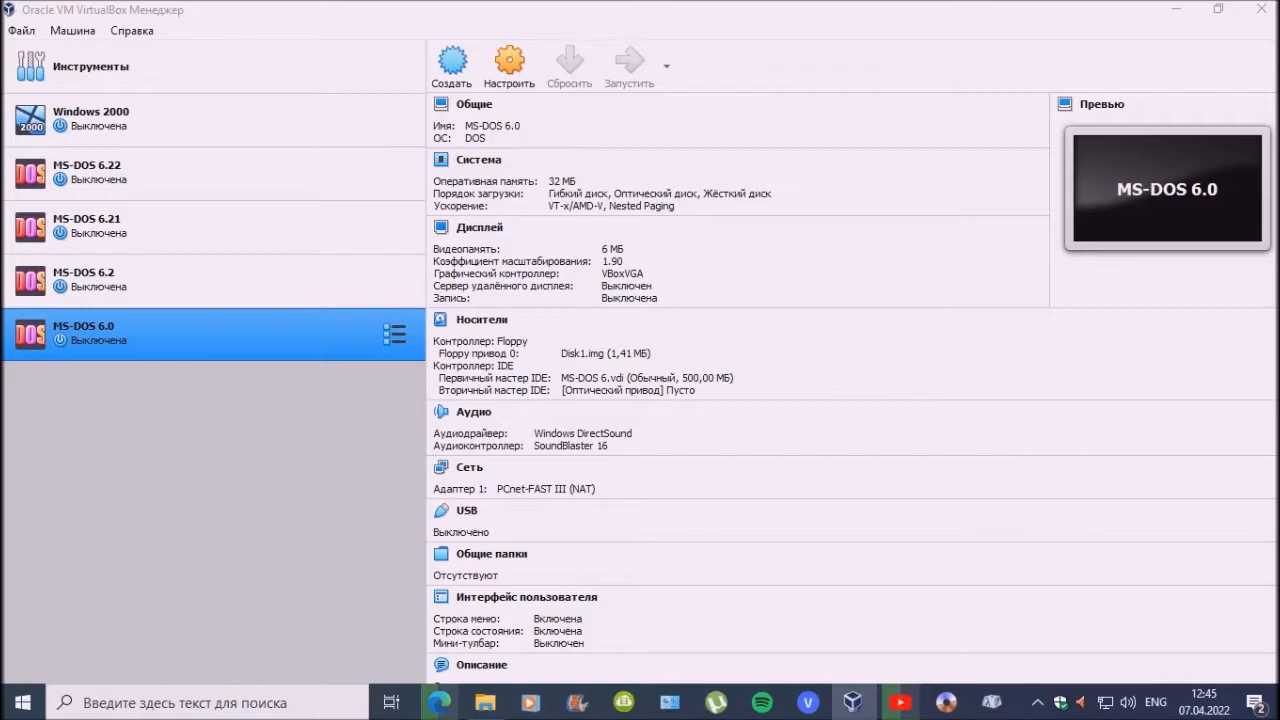 Oracle VM VirtualBox Менеджер
Файл Машина Справка
Инструменты
Windows 2000
2000
Выключена
DOS
MS-DOS 6.22
Выключена
DOS
MS-DOS 6.21
Выключена
DOS
MS-DOS 6.2
Выключена
DOS
MS-DOS 6.0
Выключена
Создать Настроить Сбросить Запустить
Общие
Имя: MS-DOS 6.0
ОС: DOS
Система
Оперативная память: 32 МБ
Порядок загрузки: Гибкий диск, Оптический диск, Жёсткий диск
Ускорение: VT-x/AMD-V, Nested Paging
Дисплей
Видеопамять: 6 МБ
Коэффициент масштабирования: 1.90
Графический контроллер: VBoxVGA
Сервер удалённого дисплея: Выключен
Запись: Выключена
Носители
Контроллер: Floppy
Floppy привод 0: Disk1.img (1,41 МБ)
Контроллер: IDE
Первичный мастер IDE: MS-DOS 6.vdi (Обычный, 500,00 МБ)
Вторичный мастер IDE: [Оптический привод] Пусто
Аудио
Аудиодрайвер: Windows DirectSound
Аудиоконтроллер: SoundBlaster 16
Сеть
Адаптер 1: PCnet-FAST III (NAT)
USB
Выключено
Общие папки
Отсутствуют
Интерфейс пользователя
Строка меню: Включена
Строка состояния: Включена
Мини-тулбар: Выключен
Описание
Превью
MS-DOS 6.0
Введите здесь текст для поиска
ENG
12:45
07.04.2022
2